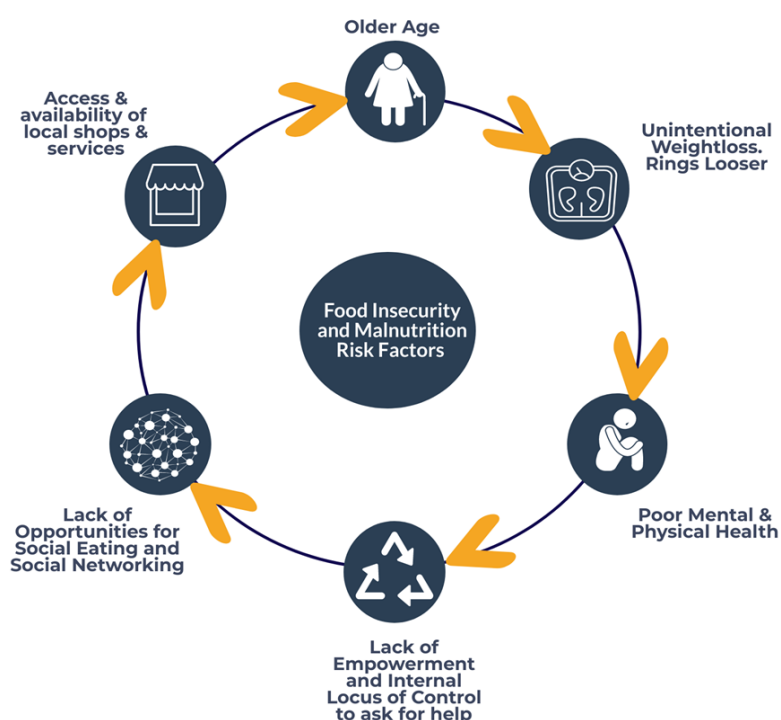 Older Age
Unintentional
Weightloss.
Rings Looser
Poor Mental &
Physical Health
Lack of
Empowerment
and Internal
Locus of Control
to ask for help
Lack of
Opportunities for
Social Eating and
Social Networking
Access &
availability of
local shops &
services
Food Insecurity
and Malnutrition
Risk Factors